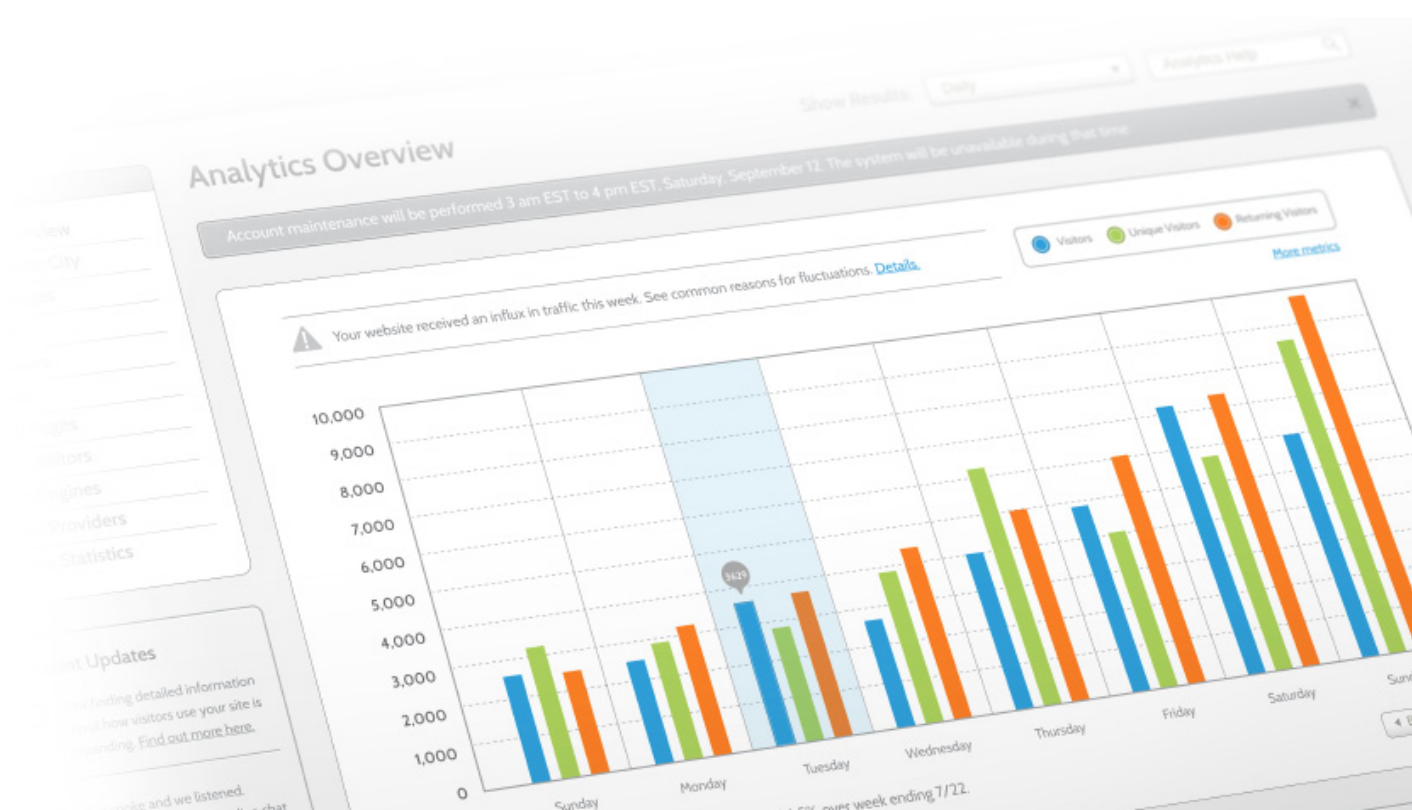 Show Results:
Daily
Analytics Help
Analytics Overview
Account maintenance will be performed 3 am EST to 4 pm EST, Saturday, September 12. The system will be unavailable during that time
Visitors
Unique Visitors
Returning Visitors
More metrics
Your website received an influx in traffic this week. See common reasons for fluctuations. Details.
10,000
9,000
8,000
7,000
6,000
5,000
4,000
3,000
2,000
1,000
0
3629
Sunday
Monday
Tuesday
Wednesday
Thursday
Friday
Saturday
City
Providers
Statistics
Updates
finding detailed information
how visitors use your site is
Find out more here.
and we listened.
chat
over week ending 7/22.